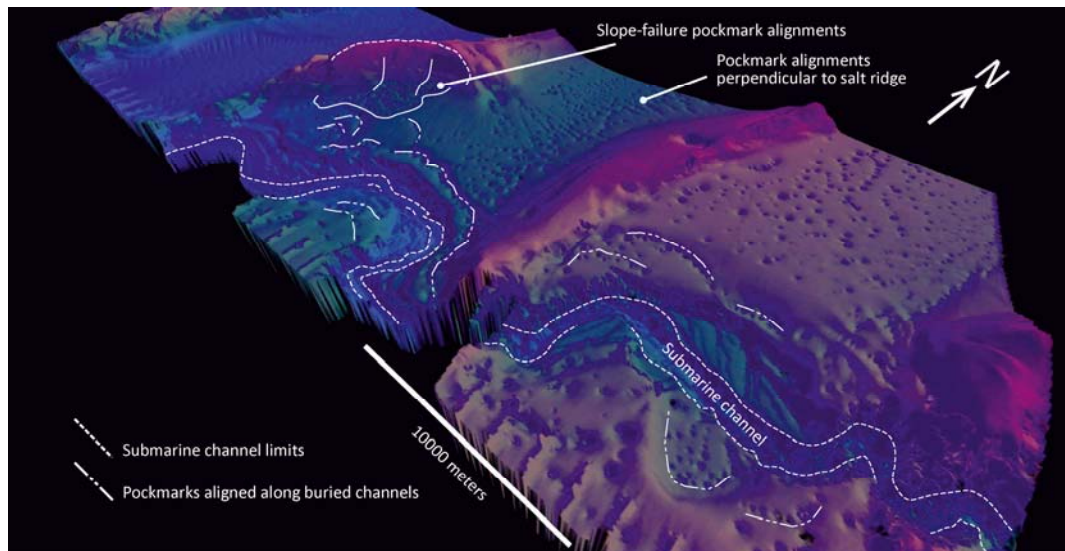 Slope-failure pockmark alignments
Pockmark alignments
perpendicular to salt ridge
N
Submarine channel
10000 meters
Submarine channel limits
Pockmarks aligned along buried channels